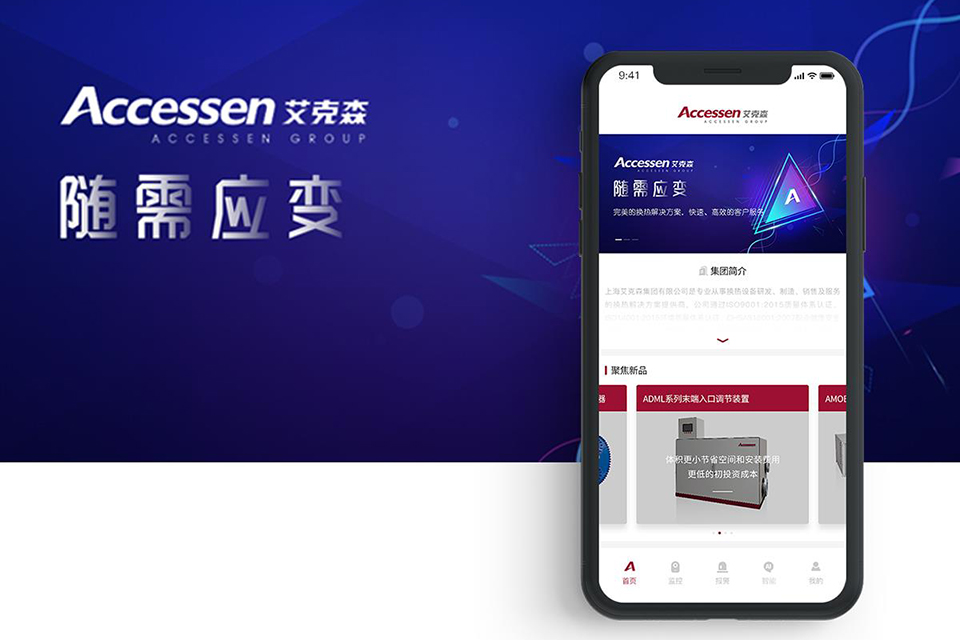 Accessen 艾克森
ACCESSEN GROUP
随需应变
9:41
Accessen 艾克森
ACCESSEN GROUP
Accessen 艾克森
ACCESSEN GROUP
随需应变
完美的换热解决方案、快速、高效的客户服务
A
集团简介
上海艾克森集团有限公司是专业从事换热设备研发、制造、销售及服务
的换热解决方案提供商。公司通过ISO9001:2015质量体系认证、
聚焦新品
器
ADML系列末端入口调节装置
AMOE
Accessen
体积更小节省空间和安装费用
更低的初投资成本
首页
监控
报警
智能
我的